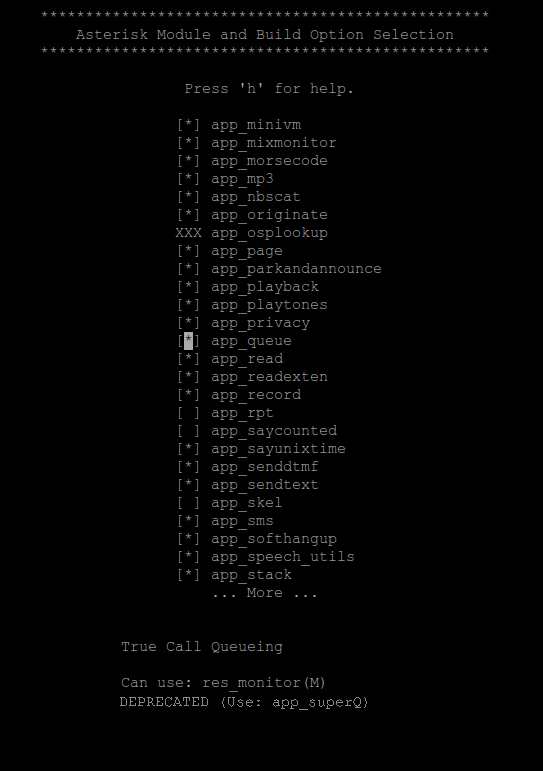 **************************************************
Asterisk Module and Build Option Selection
**************************************************
Press 'h' for help.
[*] app_minivm
[*] app_mixmonitor
[*] app_morsecode
[*] app_mp3
[*] app_nbscat
[*] app_originate
XXX app_osplookup
[*] app_page
[*] app_parkandannounce
[*] app_playback
[*] app_playtones
[*] app_privacy
[*] app_queue
[*] app_read
[*] app_readexten
[*] app_record
[ ] app_rpt
[ ] app_saycounted
[*] app_sayunixtime
[*] app_senddtmf
[*] app_sendtext
[ ] app_skel
[*] app_sms
[*] app_softhangup
[*] app_speech_utils
[*] app_stack
... More ...
True Call Queueing
Can use: res_monitor(M)
DEPRECATED (Use: app_superQ)